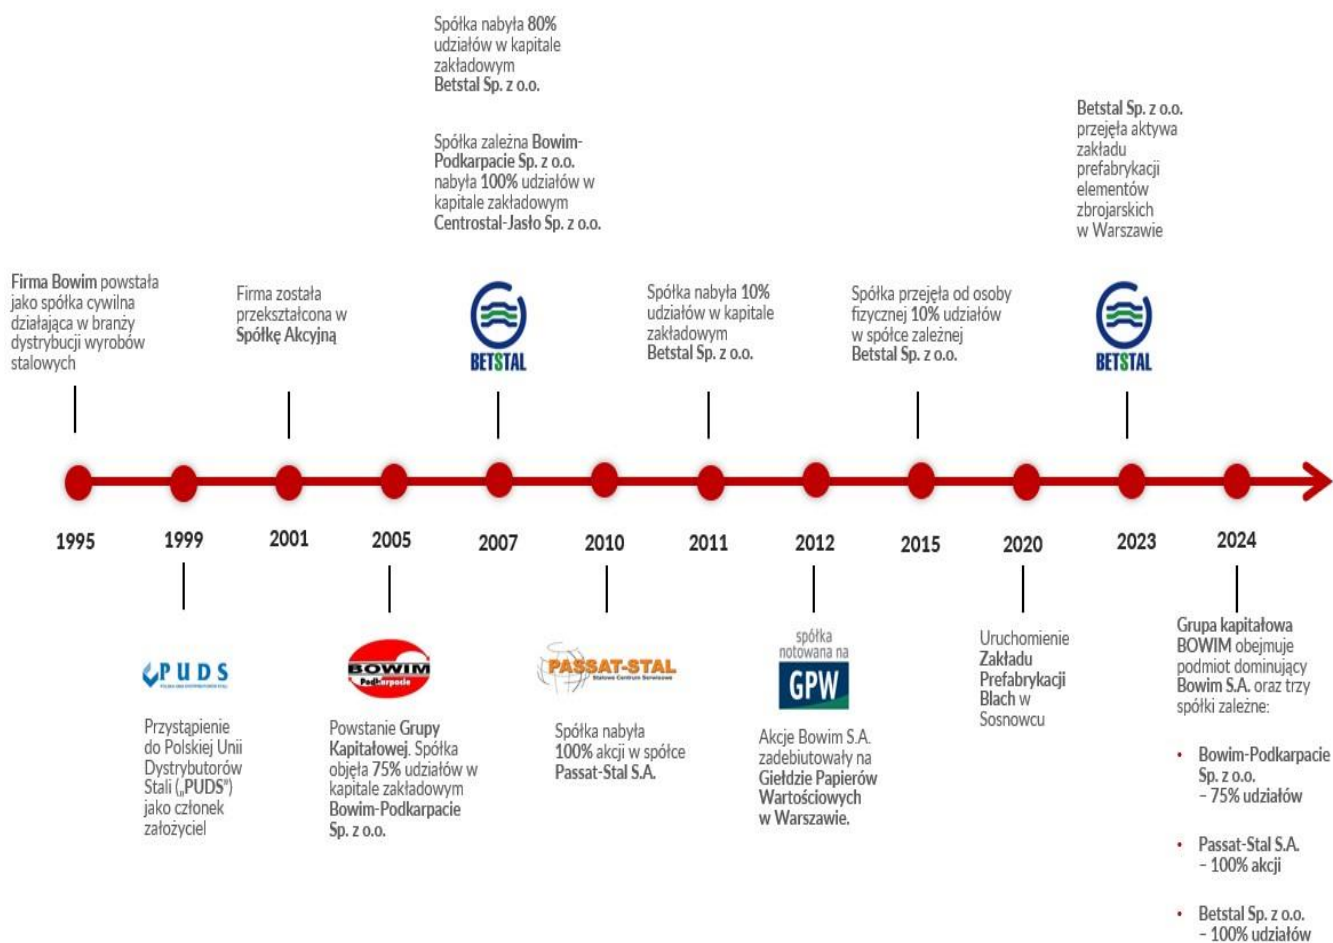 Spółka nabyła 80%
udziałów w kapitale
zakładowym
Betstal Sp. z o.o.
Spółka zależna Bowim-
Podkarpacie Sp. z o.o.
nabyła 100% udziałów w
kapitale zakładowym
Centrostal-Jasło Sp. z o.o.
Betstal Sp. z o.o.
przejęła aktywa
zakładu
prefabrykacji
elementów
zbrojarskich
w Warszawie
Firma Bowim powstała
jako spółka cywilna
działająca w branży
dystrybucji wyrobów
stalowych
Firma została
przekształcona w
Spółkę Akcyjną
BETSTAL
Spółka nabyła 10%
udziałów w kapitale
zakładowym
Betstal Sp. z o.o.
Spółka przejęła od osoby
fizycznej 10% udziałów
w spółce zależnej
Betstal Sp. z o.o.
BETSTAL
1995 1999 2001 2005 2007 2010 2011 2012 2015 2020 2023 2024
PUDS
Przystąpienie
do Polskiej Unii
Dystrybutorów
Stali („PUDS”)
jako członek
założyciel
BOWIM
Podkarpacie
Powstanie Grupy
Kapitałowej. Spółka
objęła 75% udziałów w
kapitale zakładowym
Bowim-Podkarpacie
Sp. z o.o.
PASSAT-STAL
Stalowe Centrum Serwisowe
Spółka nabyła
100% akcji w spółce
Passat-Stal S.A.
spółka
notowana na
GPW
Akcje Bowim S.A.
zadebiutowały na
Giełdzie Papierów
Wartościowych
w Warszawie.
Uruchomienie
Zakładu
Prefabrykacji
Blach w
Sosnowcu
Grupa kapitałowa
BOWIM obejmuje
podmiot dominujący
Bowim S.A. oraz trzy
spółki zależne:
• Bowim-Podkarpacie
Sp. z o.o.
– 75% udziałów
• Passat-Stal S.A.
– 100% akcji
• Betstal Sp. z o.o.
– 100% udziałów